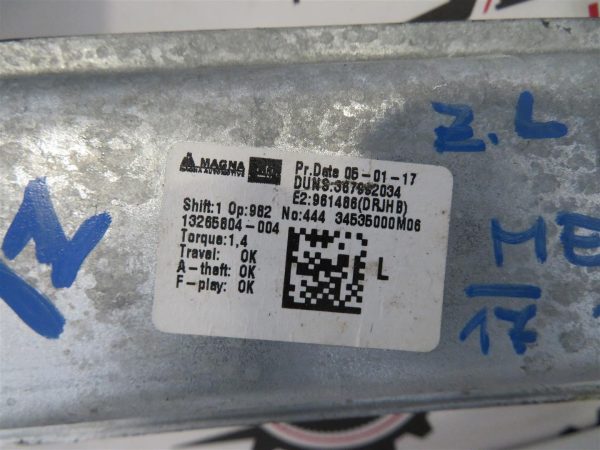 MAGNA
Pr.Date 05-01-17
DUNS:367992034
E2:961486(DRJHB)
Shift:1 Op:982 No:444 34535000M06
13265604-004
Torque:1,4
Travel: OK
A-theft: OK
F-play: OK
L
Z.L
ME
17
N